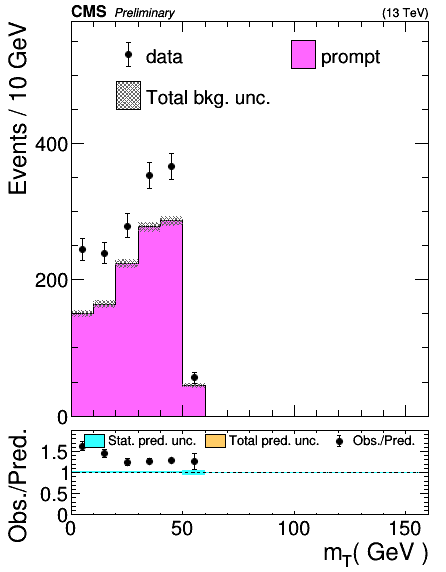 CMS Preliminary (13 TeV)
data prompt
Total bkg. unc.
Events / 10 GeV
400
200
0
Stat. pred. unc. Total pred. unc. Obs./Pred.
Obs./Pred.
1.5
1
0.5
0
0 50 100 150
m_T( GeV )